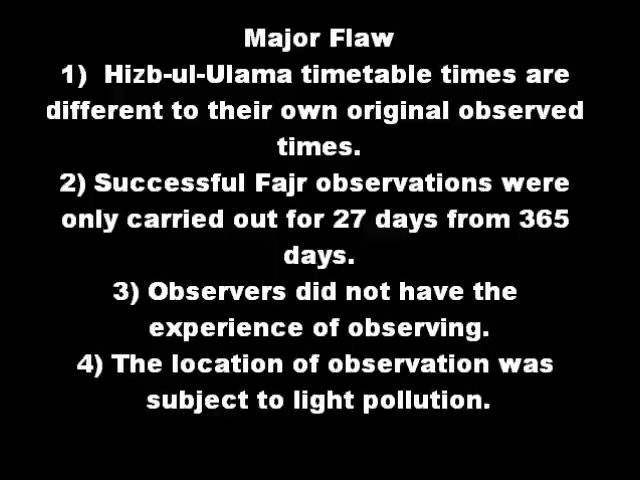 Major Flaw
1)  Hizb-ul-Ulama timetable times are
different to their own original observed
times.
2) Successful Fajr observations were
only carried out for 27 days from 365
days.
3) Observers did not have the
experience of observing.
4) The location of observation was
subject to light pollution.